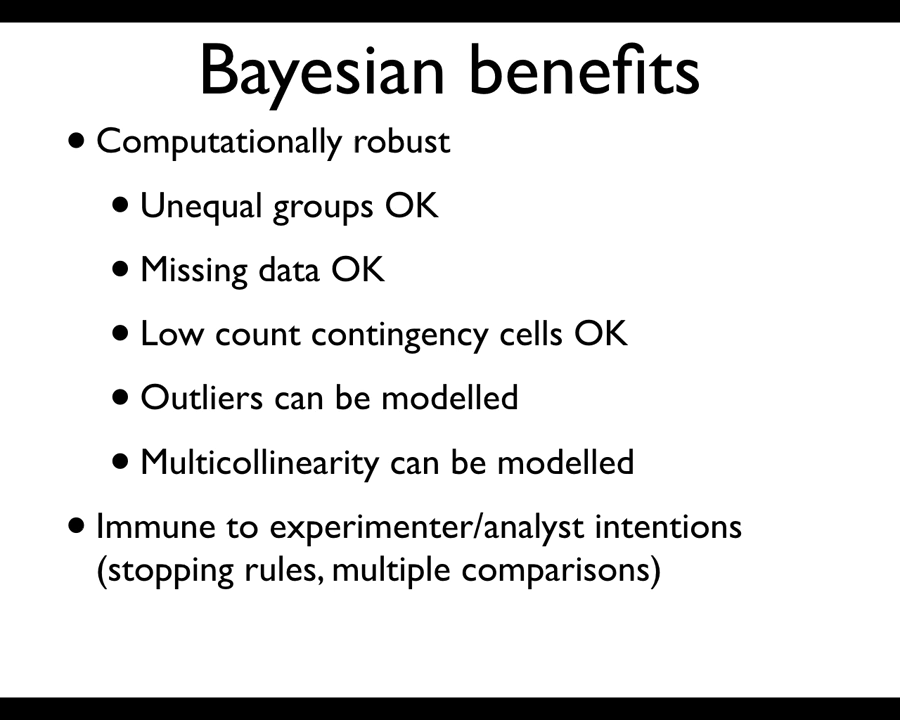 Bayesian benefits
• Computationally robust
• Unequal groups OK
• Missing data OK
• Low count contingency cells OK
• Outliers can be modelled
• Multicollinearity can be modelled
• Immune to experimenter/analyst intentions
(stopping rules, multiple comparisons)